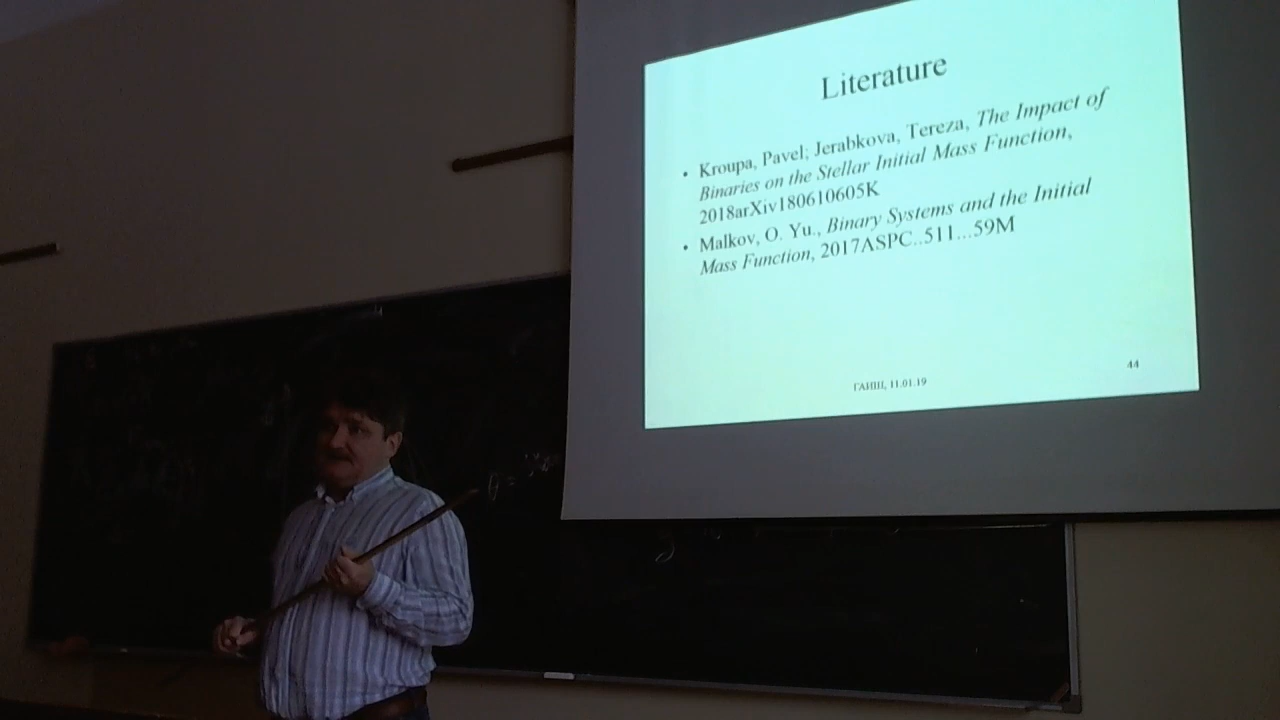 Literature
• Kroupa, Pavel; Jerabkova, Tereza, The Impact of
Binaries on the Stellar Initial Mass Function,
2018arXiv180610605K
• Malkov, O. Yu., Binary Systems and the Initial
Mass Function, 2017ASPC..511...59M
ГАИШ, 11.01.19
44